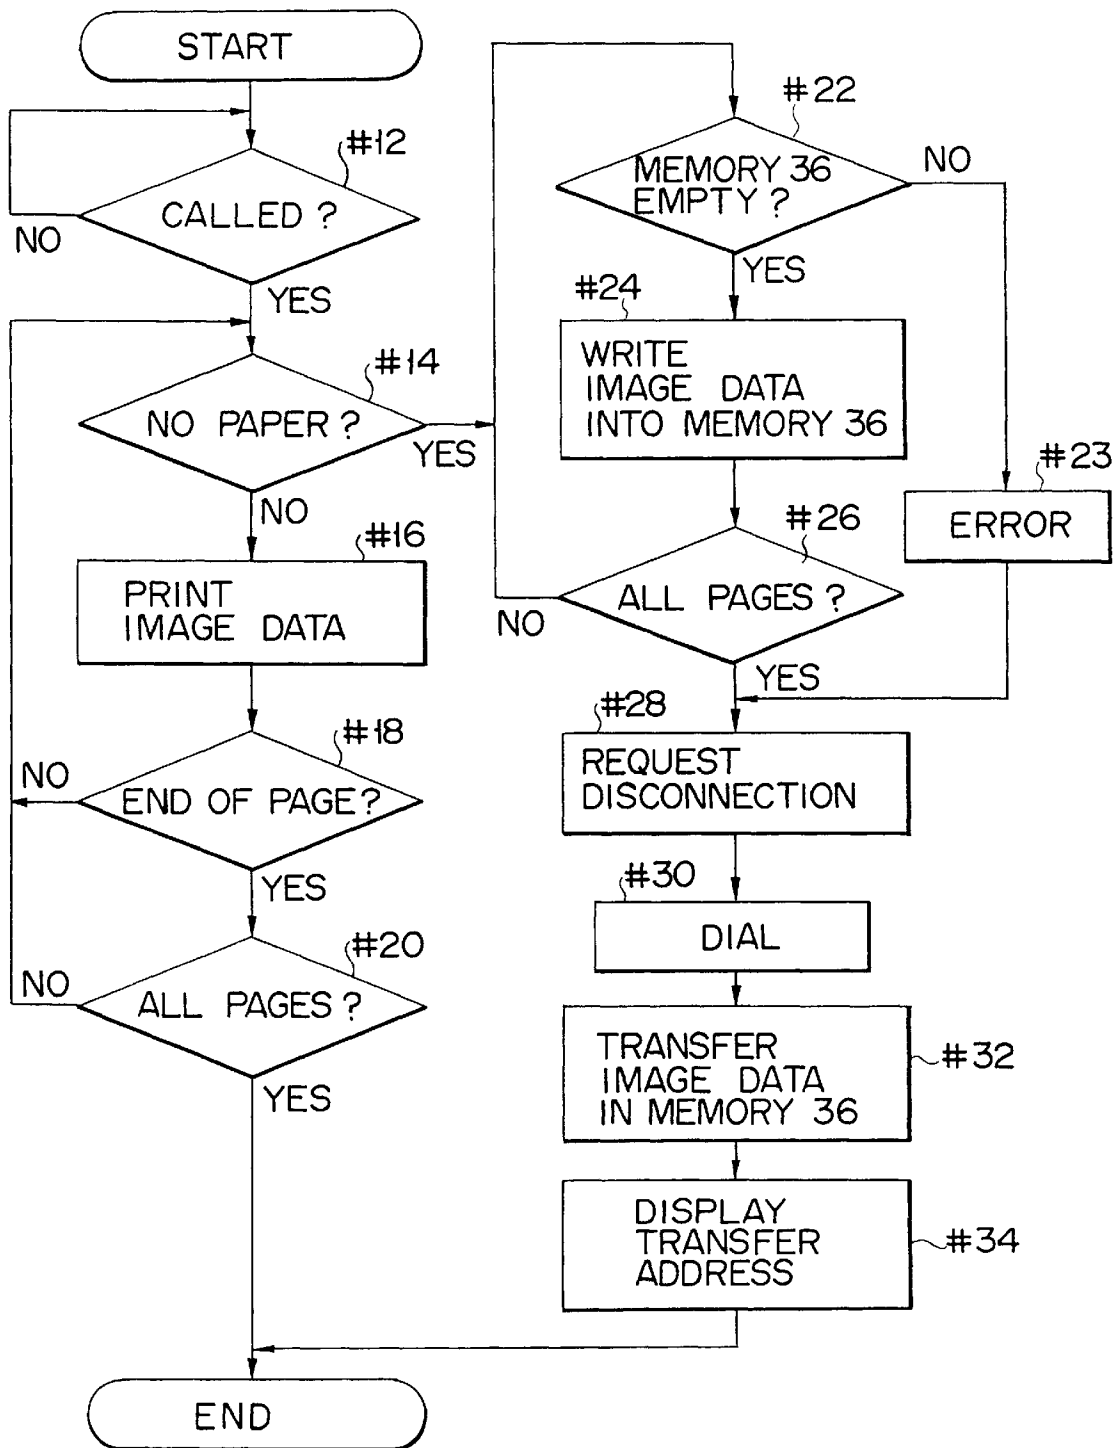 START
#12
CALLED ?
NO
YES
#14
NO PAPER ?
YES
NO
#16
PRINT
IMAGE DATA
#18
NO
END OF PAGE?
YES
#20
NO
ALL PAGES ?
YES
END
#22
MEMORY 36
EMPTY ?
NO
YES
#24
WRITE
IMAGE DATA
INTO MEMORY 36
#23
ERROR
#26
ALL PAGES ?
NO
YES
#28
REQUEST
DISCONNECTION
#30
DIAL
TRANSFER
IMAGE DATA
IN MEMORY 36
#32
DISPLAY
TRANSFER
ADDRESS
#34